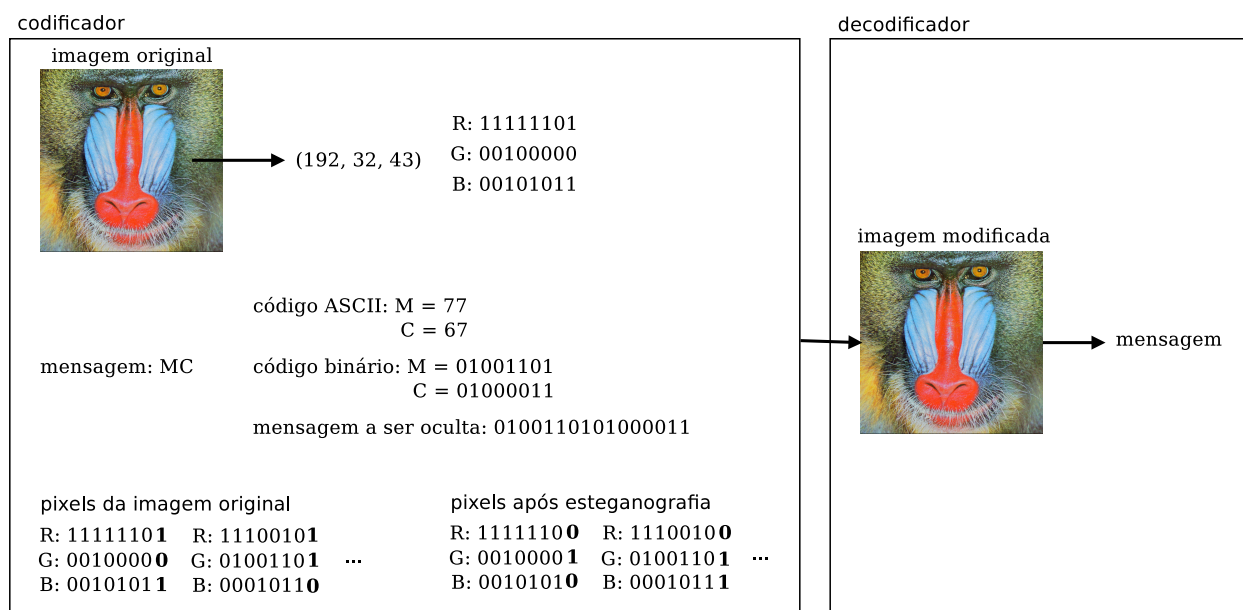 codificador
imagem original
(192, 32, 43)
R: 11111101
G: 00100000
B: 00101011
código ASCII: M = 77
C = 67
mensagem: MC
código binário: M = 01001101
C = 01000011
mensagem a ser oculta: 0100110101000011
pixels da imagem original
R: 11111101 R: 11100101
G: 00100000 G: 01001101 ...
B: 00101011 B: 00010110
pixels após esteganografia
R: 11111100 R: 11100100
G: 00100001 G: 01001101 ...
B: 00101010 B: 00010111
decodificador
imagem modificada
mensagem